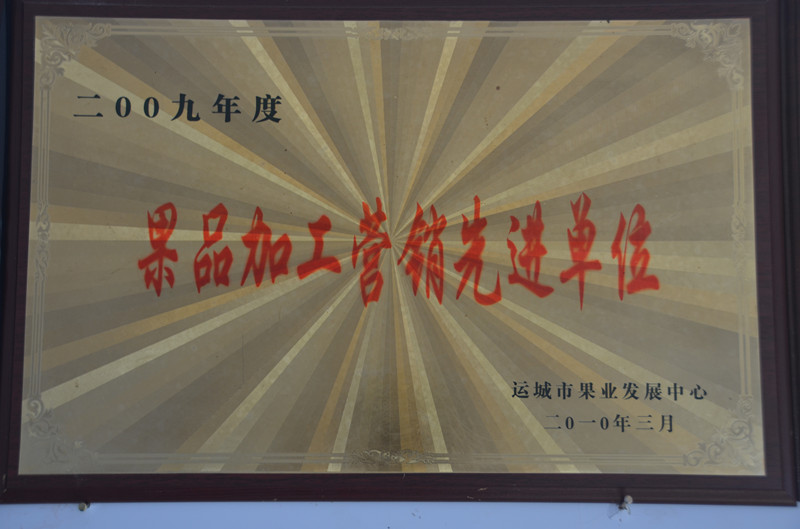 二00九年度
果品加工营销先进单位
运城市果业发展中心
二0一0年三月